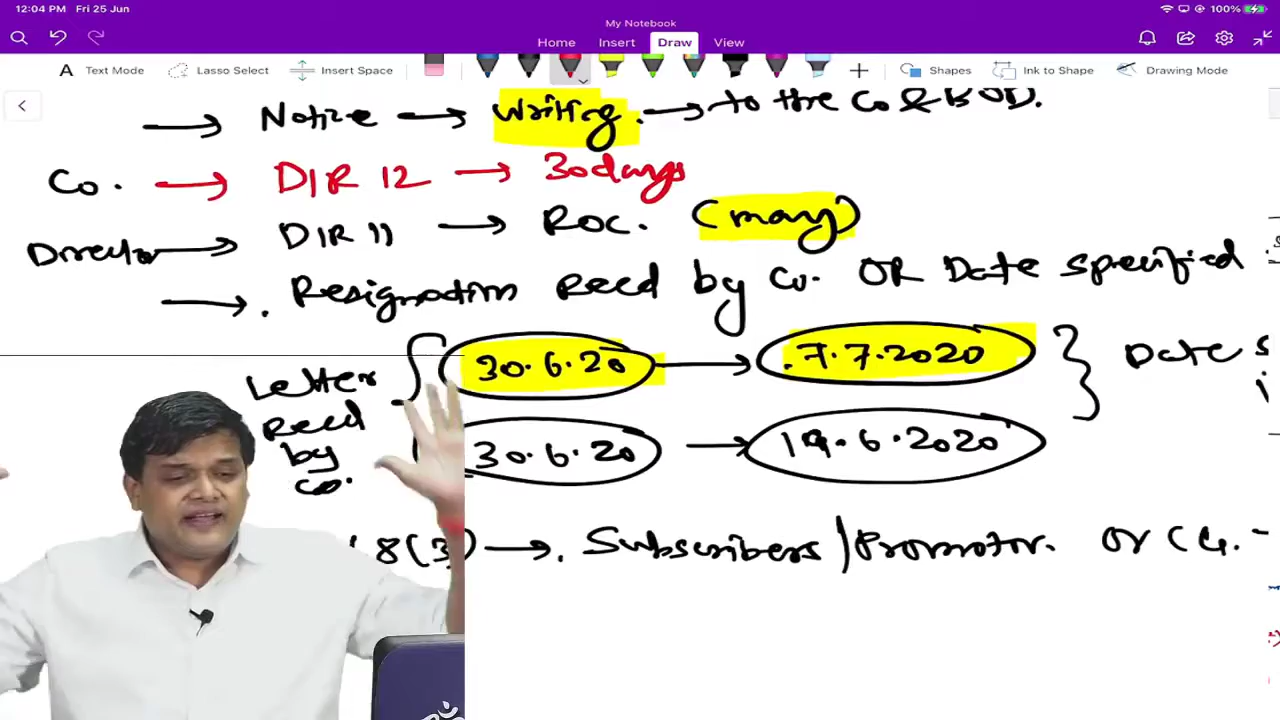 12:04 PM Fri 25 Jun
100%
My Notebook
Home Insert Draw View
Text Mode Lasso Select Insert Space Shapes Ink to Shape Drawing Mode
→ Notice → Writing. → to the Co & BOD.
Co. → DIR 12 → 30 days
Director → DIR 11 → ROC. (may)
→ . Resignation Recd by Co. OR Date specified
Letter Recd by Co. { 30.6.20 → 7.7.2020 } Date
30.6.20 → 19.6.2020
8(3) → . Subscribers/Promotor. or CG.